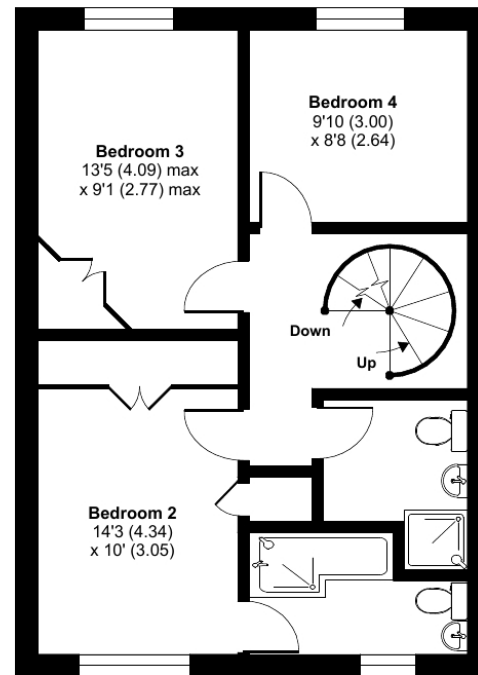 Bedroom 3
13'5 (4.09) max
x 9'1 (2.77) max
Bedroom 4
9'10 (3.00)
x 8'8 (2.64)
Down
Up
Bedroom 2
14'3 (4.34)
x 10' (3.05)